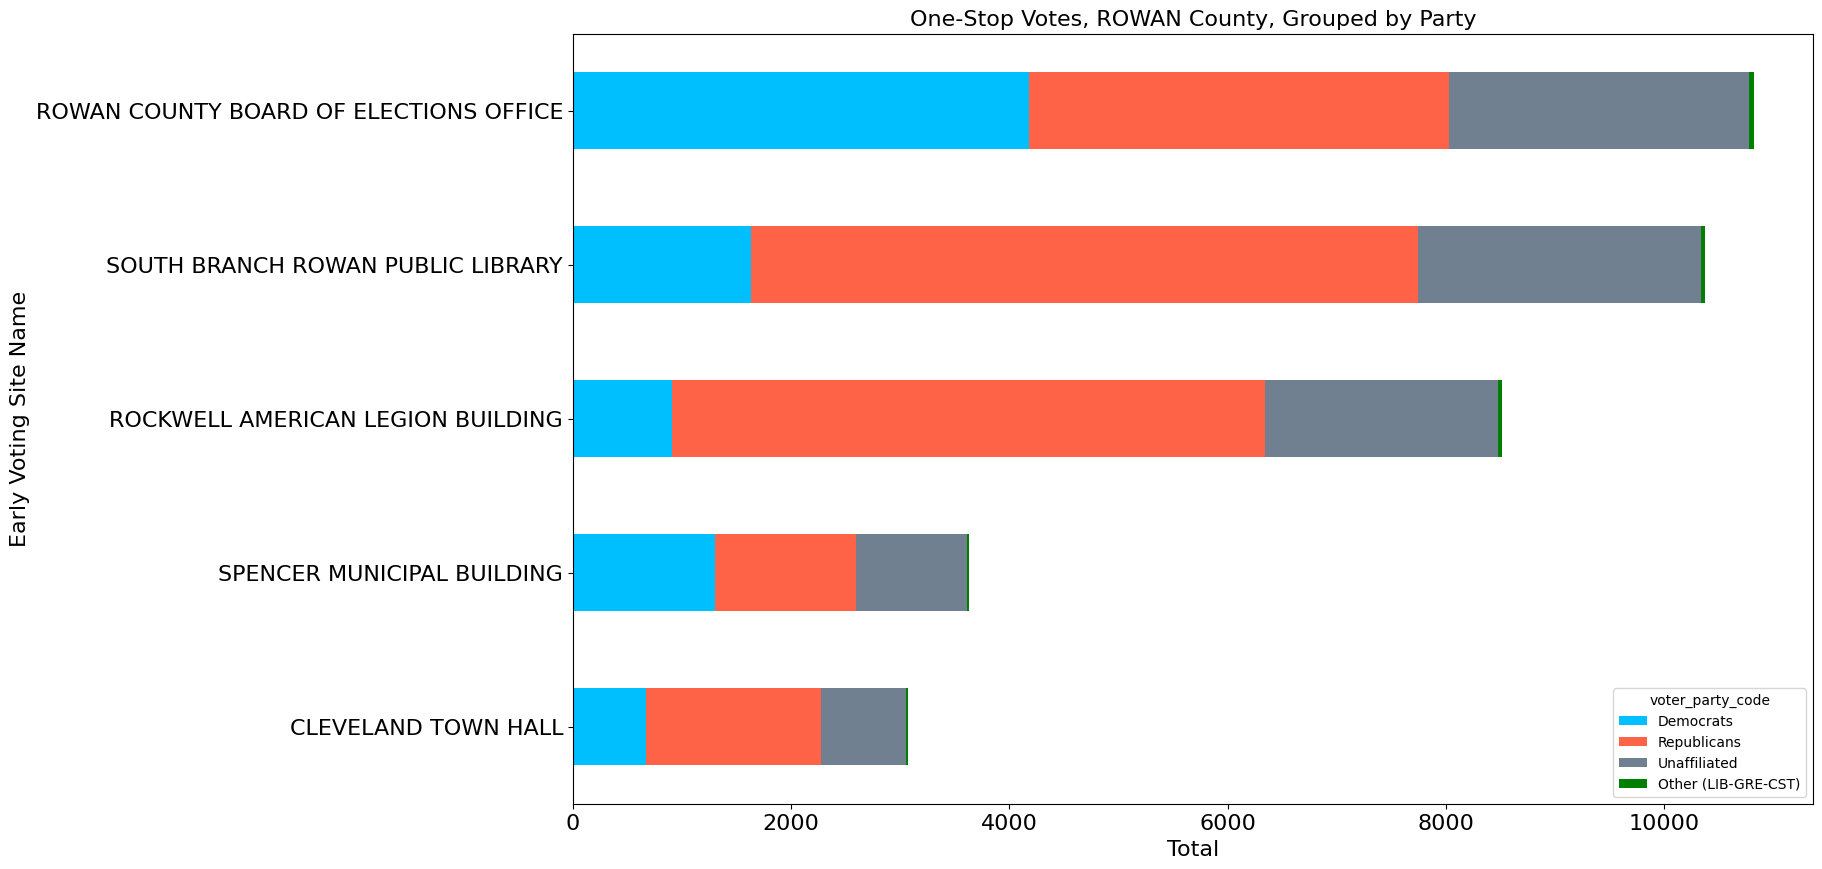 One-Stop Votes, ROWAN County, Grouped by Party
Early Voting Site Name
ROWAN COUNTY BOARD OF ELECTIONS OFFICE
SOUTH BRANCH ROWAN PUBLIC LIBRARY
ROCKWELL AMERICAN LEGION BUILDING
SPENCER MUNICIPAL BUILDING
CLEVELAND TOWN HALL
voter_party_code
Democrats
Republicans
Unaffiliated
Other (LIB-GRE-CST)
0 2000 4000 6000 8000 10000
Total